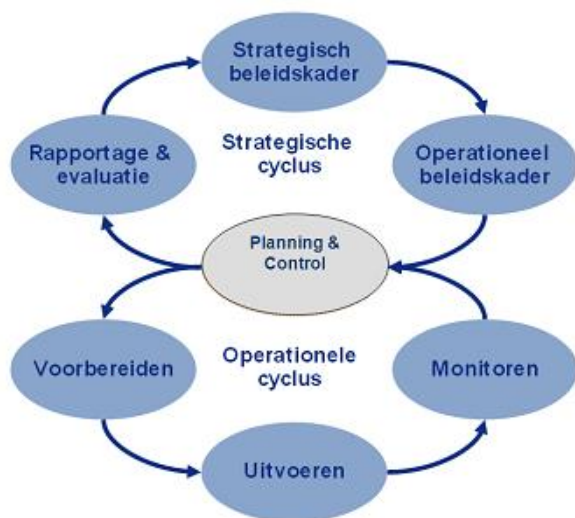 Strategisch
beleidskader
Rapportage &
evaluatie
Strategische
cyclus
Operationeel
beleidskader
Planning &
Control
Voorbereiden
Operationele
cyclus
Monitoren
Uitvoeren